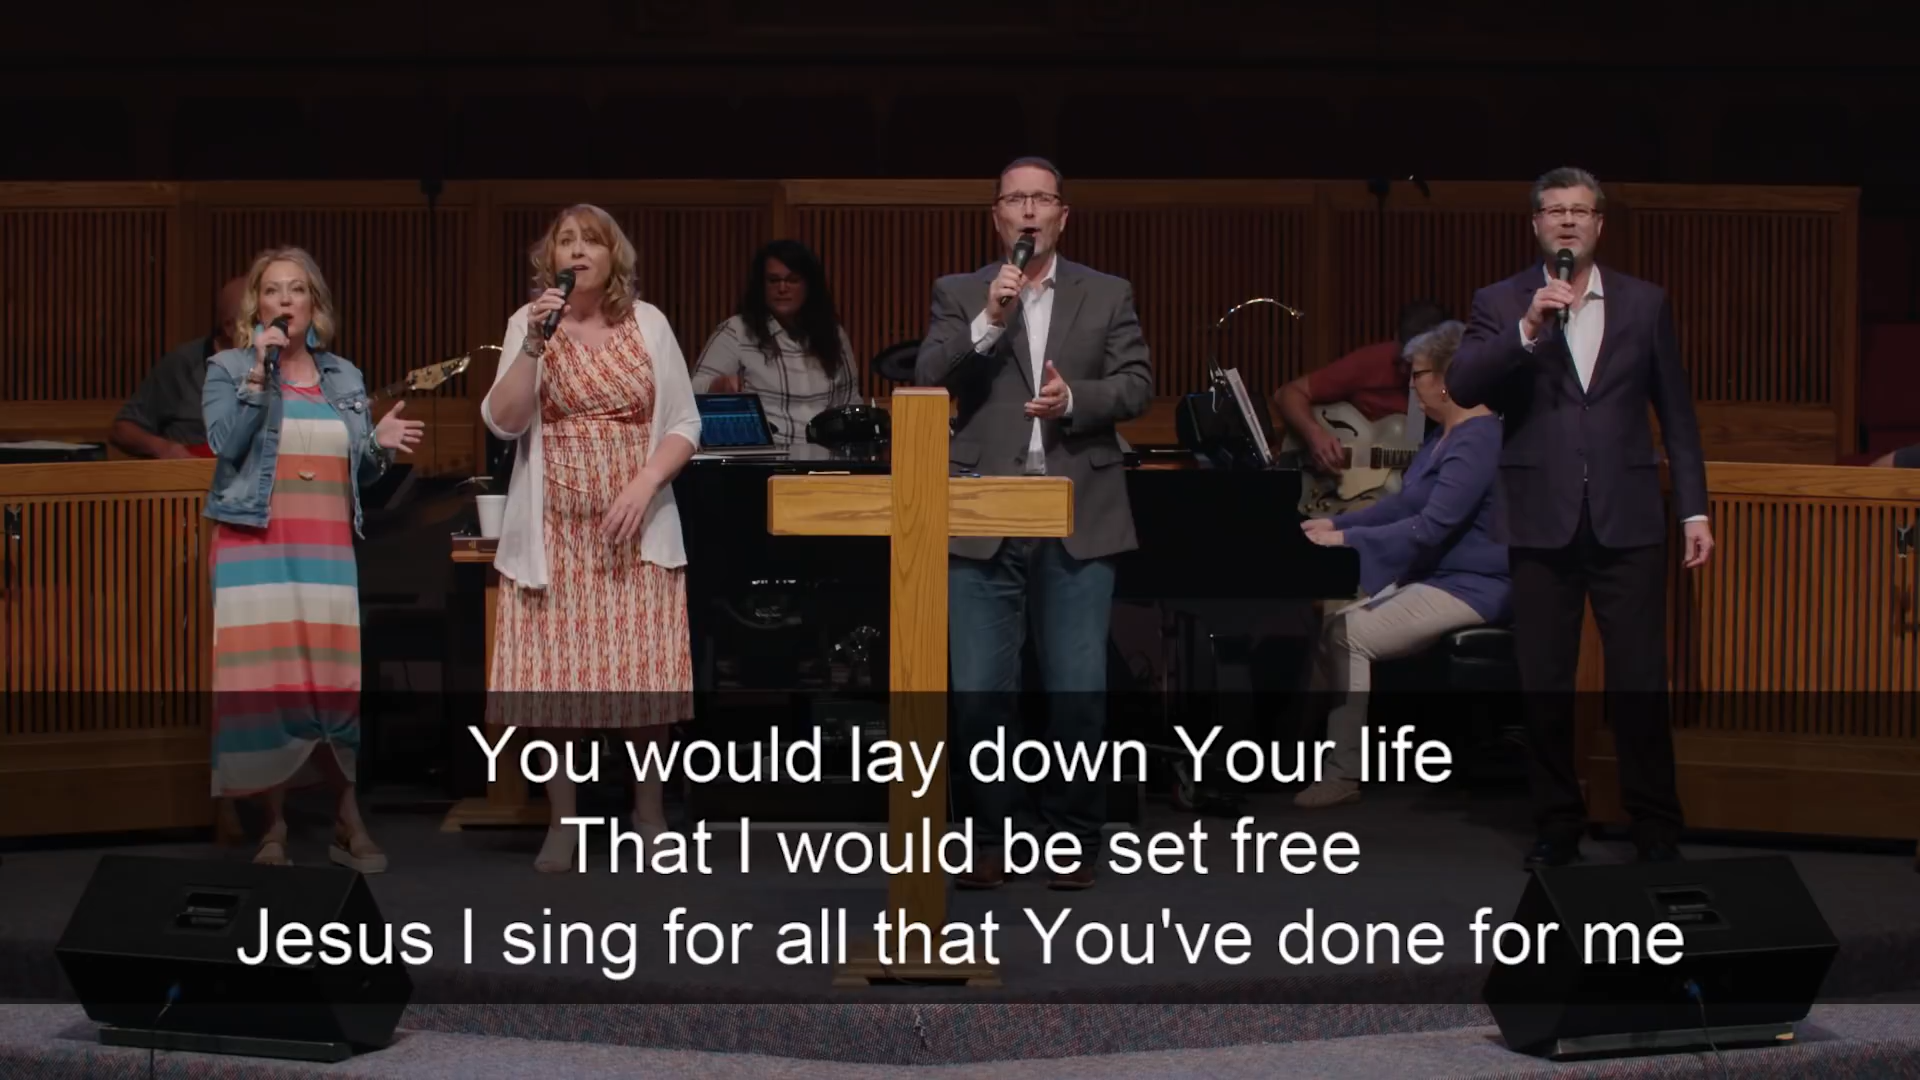 You would lay down Your life
That I would be set free
Jesus I sing for all that You've done for me